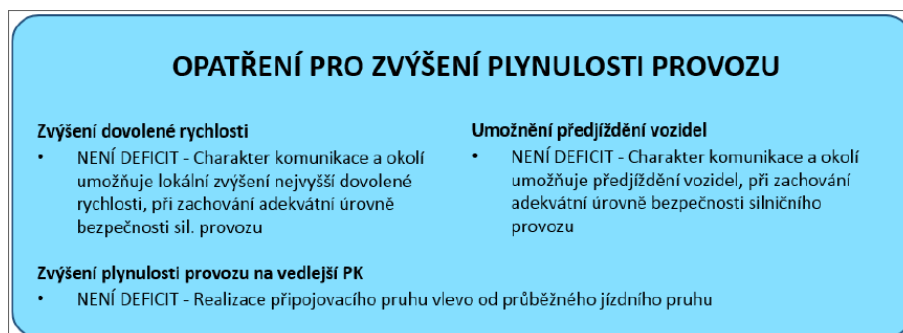 OPATŘENÍ PRO ZVÝŠENÍ PLYNULOSTI PROVOZU
Zvýšení dovolené rychlosti
• NENÍ DEFICIT - Charakter komunikace a okolí
umožňuje lokální zvýšení nejvyšší dovolené
rychlosti, při zachování adekvátní úrovně
bezpečnosti sil. provozu
Umožnění předjíždění vozidel
• NENÍ DEFICIT - Charakter komunikace a okolí
umožňuje předjíždění vozidel, při zachování
adekvátní úrovně bezpečnosti silničního
provozu
Zvýšení plynulosti provozu na vedlejší PK
• NENÍ DEFICIT - Realizace připojovacího pruhu vlevo od průběžného jízdního pruhu